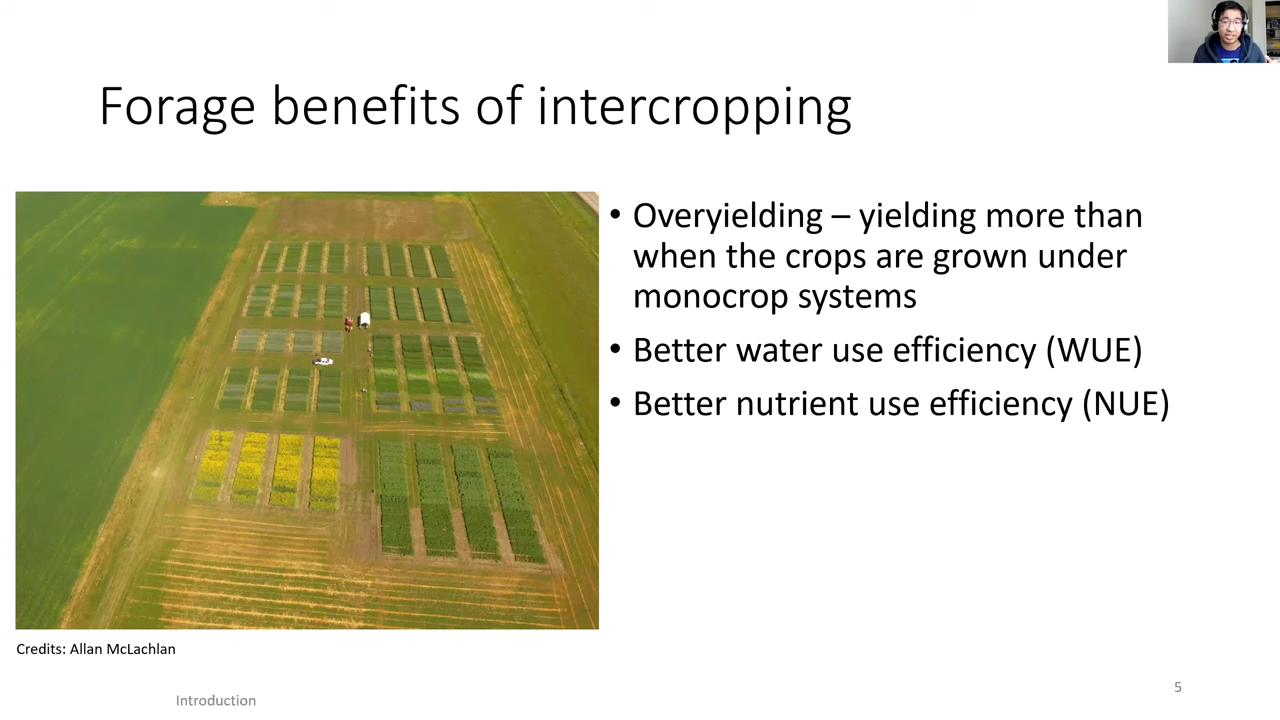 Forage benefits of intercropping
• Overyielding – yielding more than
when the crops are grown under
monocrop systems
• Better water use efficiency (WUE)
• Better nutrient use efficiency (NUE)
Credits: Allan McLachlan
Introduction
5